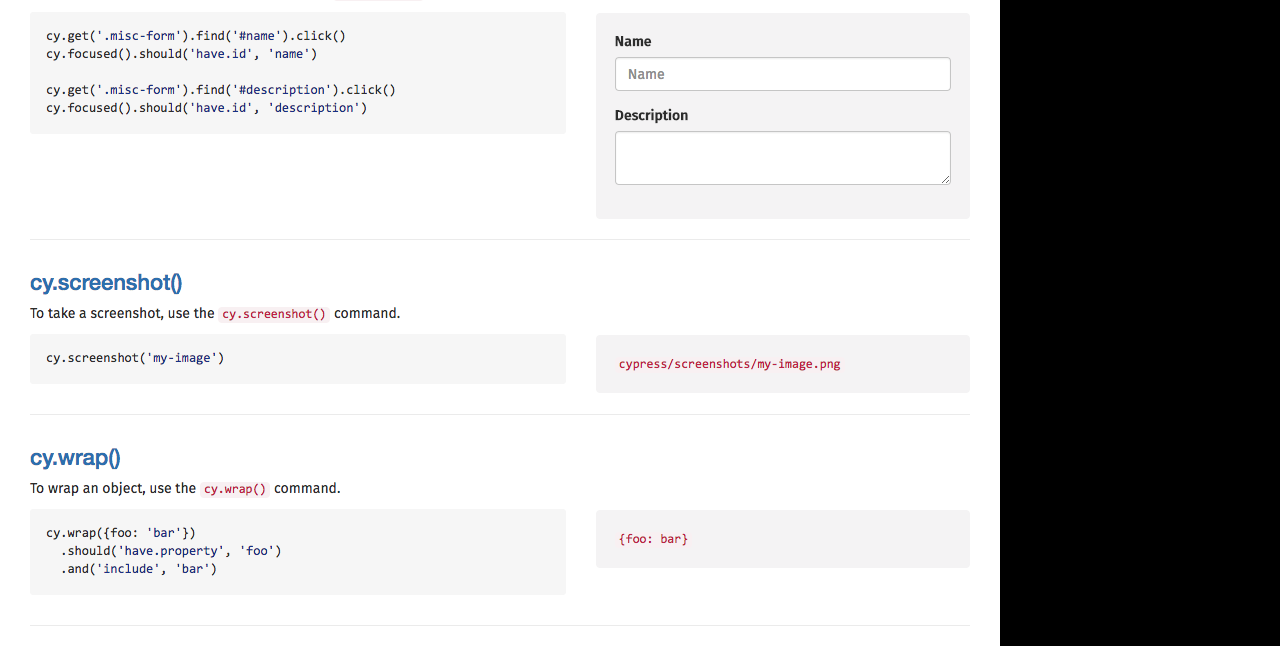 cy.get('.misc-form').find('#name').click()
cy.focused().should('have.id', 'name')
cy.get('.misc-form').find('#description').click()
cy.focused().should('have.id', 'description')
Name
Name
Description
cy.screenshot()
To take a screenshot, use the cy.screenshot() command.
cy.screenshot('my-image')
cypress/screenshots/my-image.png
cy.wrap()
To wrap an object, use the cy.wrap() command.
cy.wrap({foo: 'bar'})
  .should('have.property', 'foo')
  .and('include', 'bar')
{foo: bar}